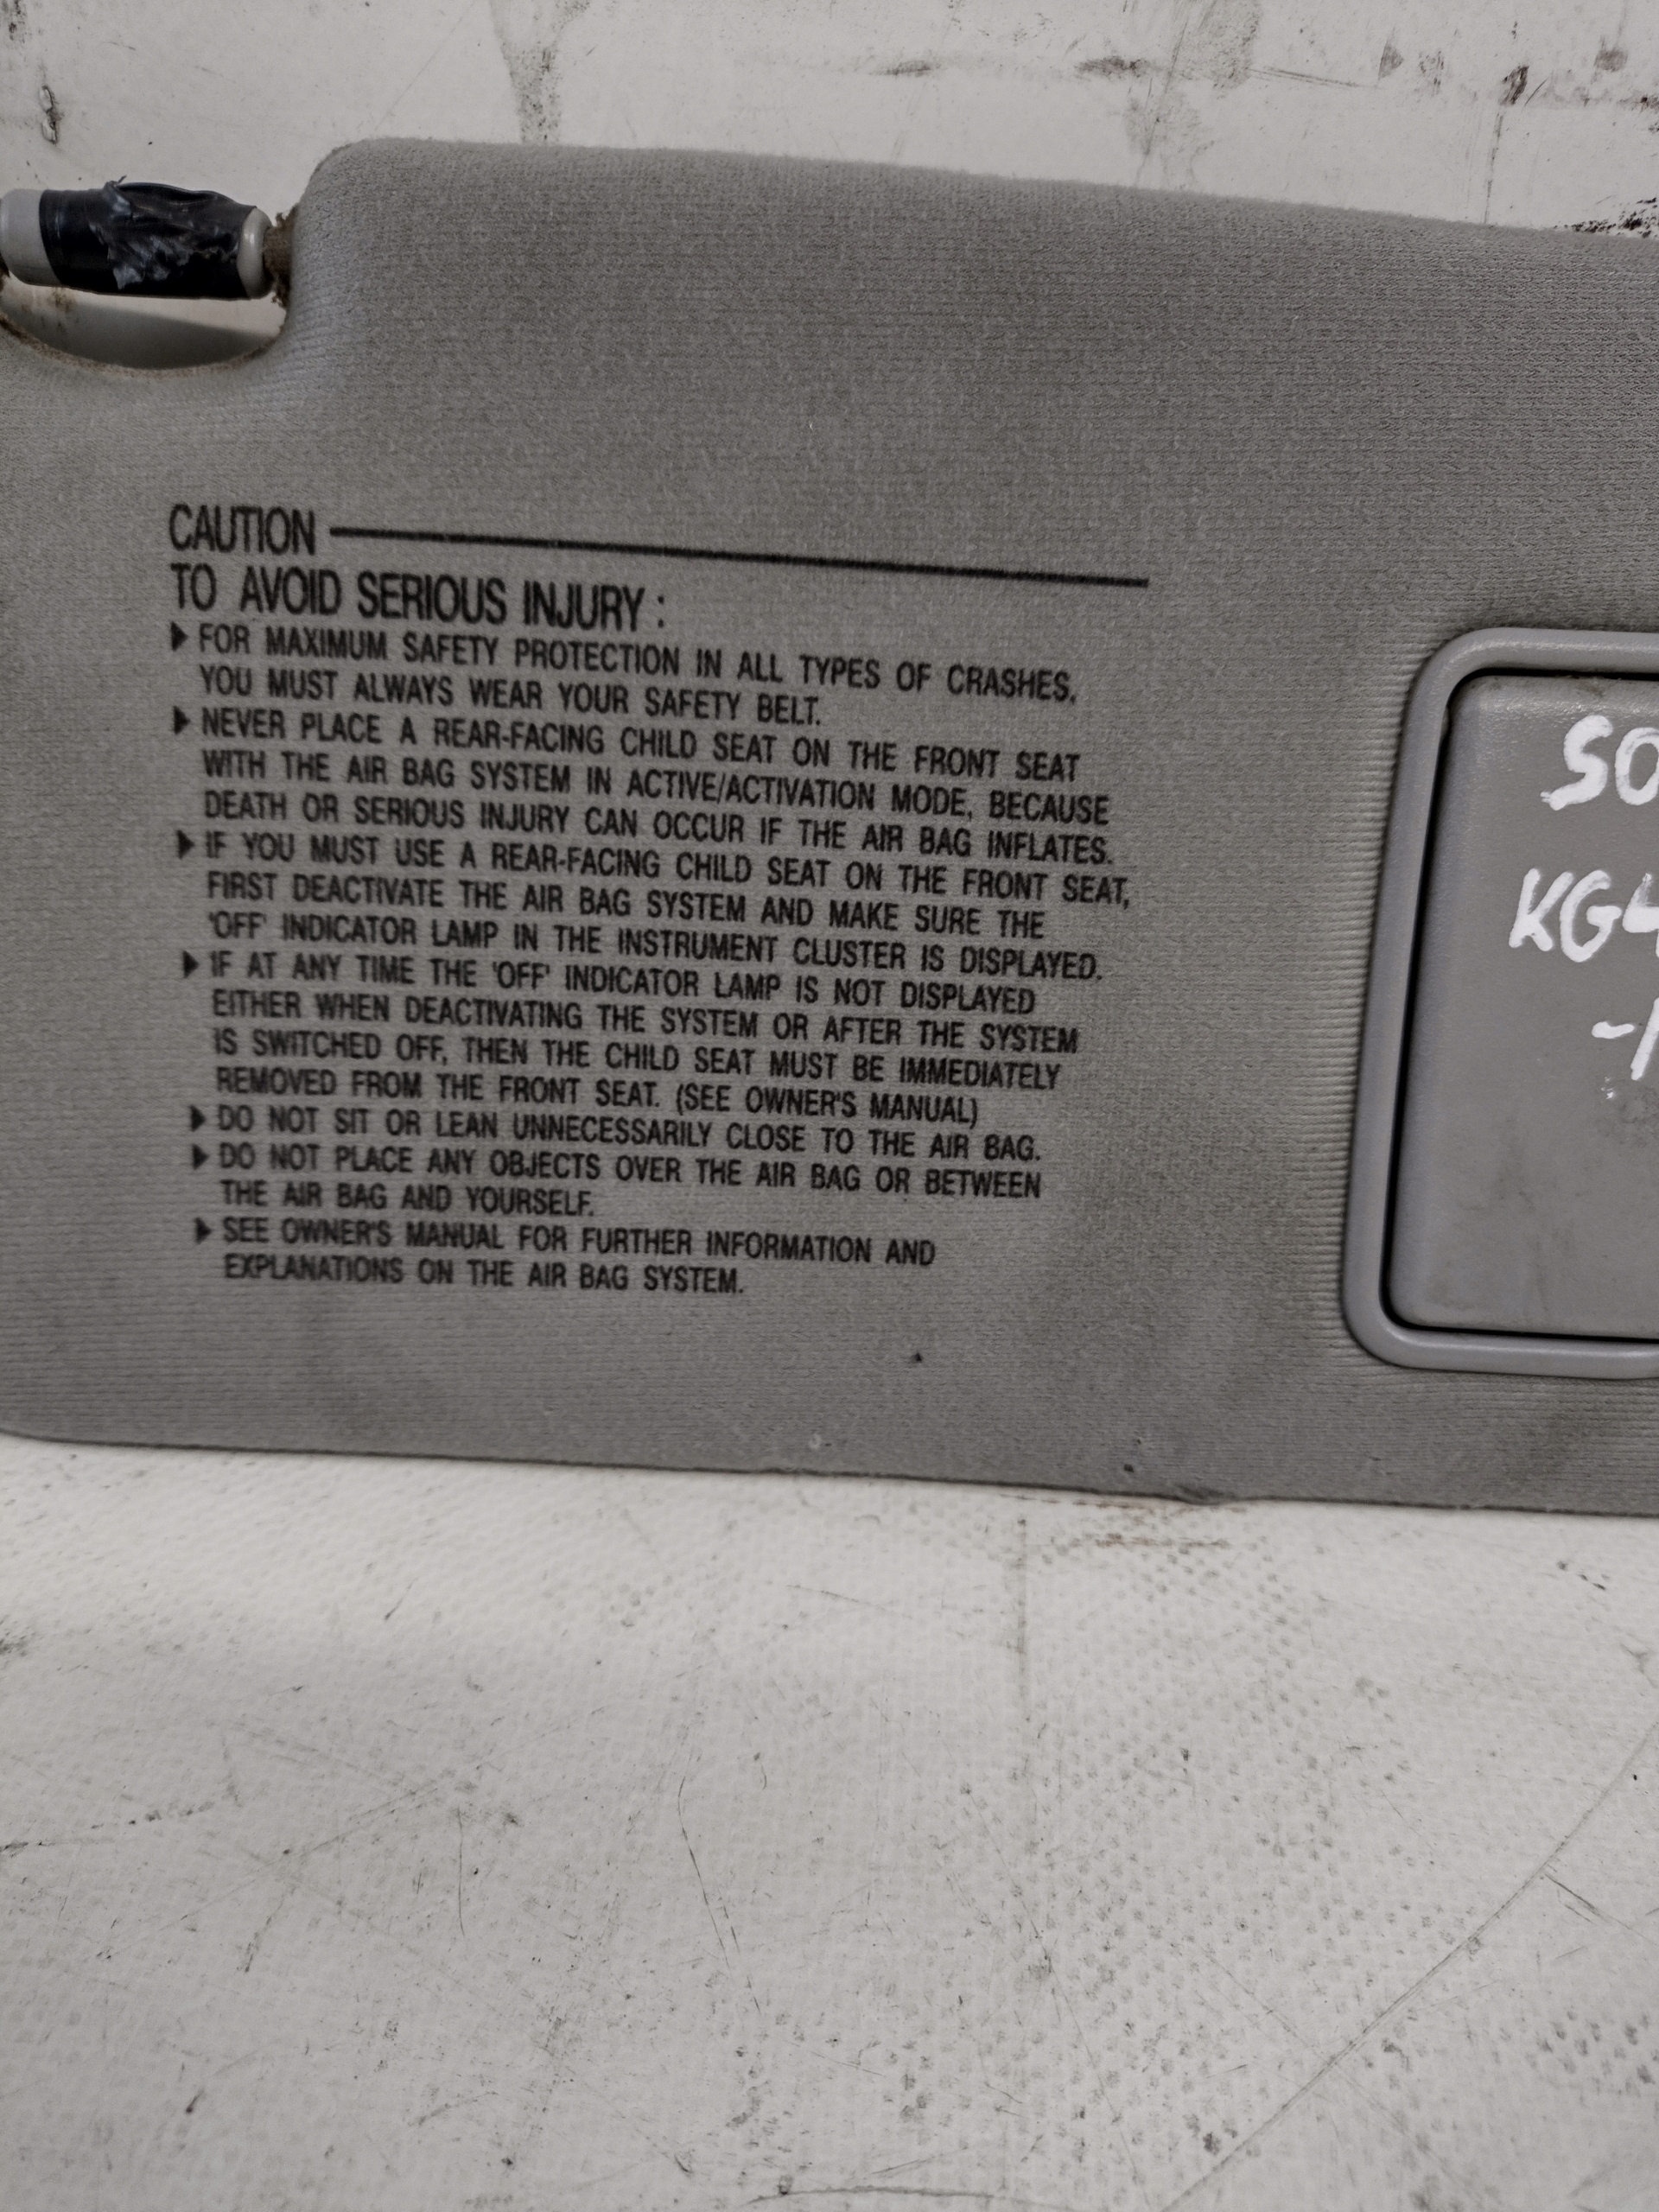 CAUTION
TO AVOID SERIOUS INJURY :
▶ FOR MAXIMUM SAFETY PROTECTION IN ALL TYPES OF CRASHES,
YOU MUST ALWAYS WEAR YOUR SAFETY BELT.
▶ NEVER PLACE A REAR-FACING CHILD SEAT ON THE FRONT SEAT
WITH THE AIR BAG SYSTEM IN ACTIVE/ACTIVATION MODE, BECAUSE
DEATH OR SERIOUS INJURY CAN OCCUR IF THE AIR BAG INFLATES.
▶ IF YOU MUST USE A REAR-FACING CHILD SEAT ON THE FRONT SEAT,
FIRST DEACTIVATE THE AIR BAG SYSTEM AND MAKE SURE THE
'OFF' INDICATOR LAMP IN THE INSTRUMENT CLUSTER IS DISPLAYED.
▶ IF AT ANY TIME THE 'OFF' INDICATOR LAMP IS NOT DISPLAYED
EITHER WHEN DEACTIVATING THE SYSTEM OR AFTER THE SYSTEM
IS SWITCHED OFF, THEN THE CHILD SEAT MUST BE IMMEDIATELY
REMOVED FROM THE FRONT SEAT. (SEE OWNER'S MANUAL)
▶ DO NOT SIT OR LEAN UNNECESSARILY CLOSE TO THE AIR BAG.
▶ DO NOT PLACE ANY OBJECTS OVER THE AIR BAG OR BETWEEN
THE AIR BAG AND YOURSELF.
▶ SEE OWNER'S MANUAL FOR FURTHER INFORMATION AND
EXPLANATIONS ON THE AIR BAG SYSTEM.
SO
KG4
-1